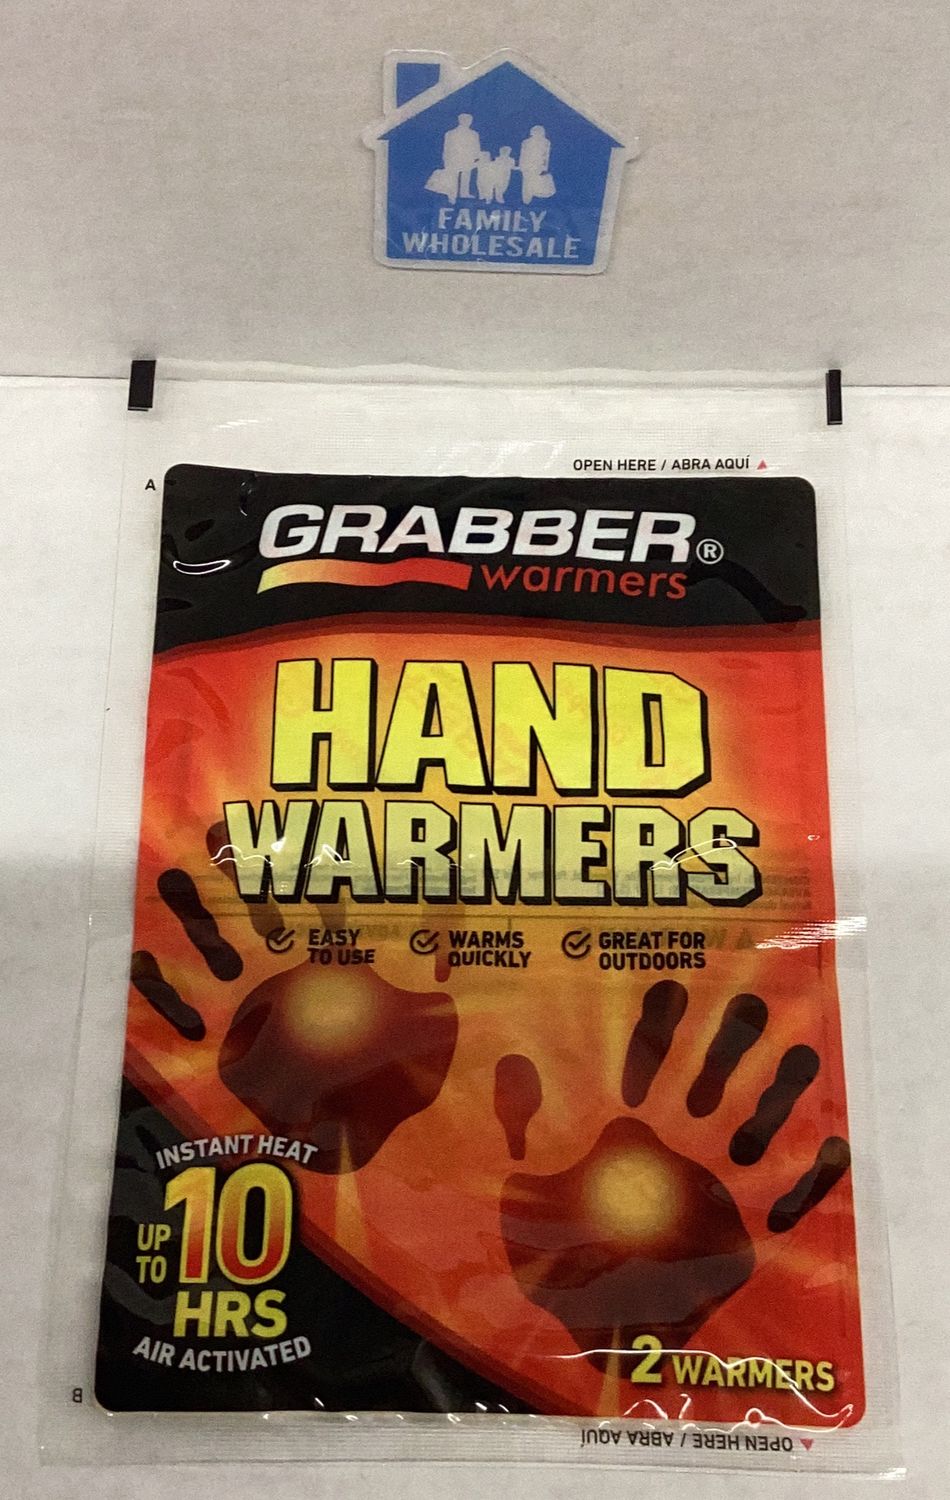 FAMILY
WHOLESALE
OPEN HERE / ABRA AQUÍ
A
GRABBER®
warmers
HAND
WARMERS
EASY
TO USE
WARMS
QUICKLY
GREAT FOR
OUTDOORS
INSTANT HEAT
UP
TO
10
HRS
AIR ACTIVATED
2 WARMERS
B
OPEN HERE / ABRA AQUÍ